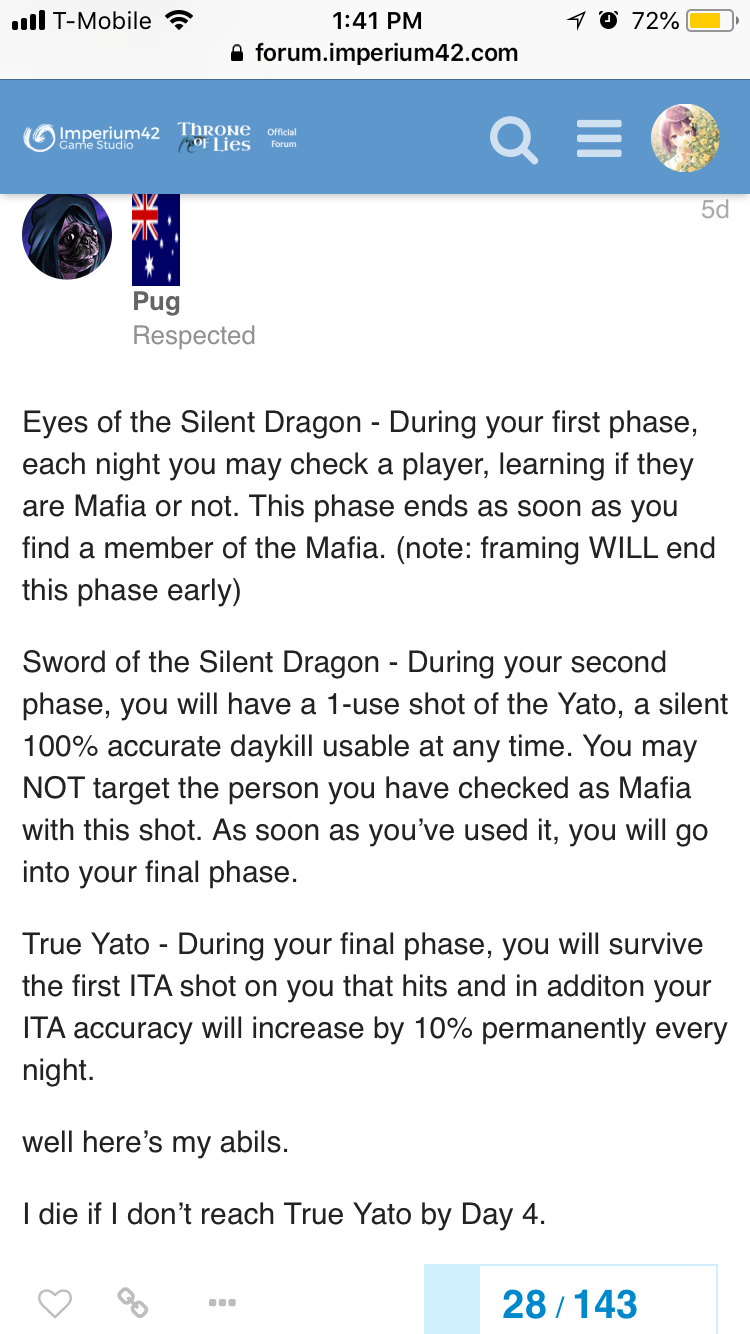 T-Mobile 1:41 PM 72%
forum.imperium42.com
Imperium42
Game Studio
THRONE
OF LIES
Official
Forum
5d
Pug
Respected
Eyes of the Silent Dragon - During your first phase,
each night you may check a player, learning if they
are Mafia or not. This phase ends as soon as you
find a member of the Mafia. (note: framing WILL end
this phase early)
Sword of the Silent Dragon - During your second
phase, you will have a 1-use shot of the Yato, a silent
100% accurate daykill usable at any time. You may
NOT target the person you have checked as Mafia
with this shot. As soon as you’ve used it, you will go
into your final phase.
True Yato - During your final phase, you will survive
the first ITA shot on you that hits and in additon your
ITA accuracy will increase by 10% permanently every
night.
well here’s my abils.
I die if I don’t reach True Yato by Day 4.
28 / 143